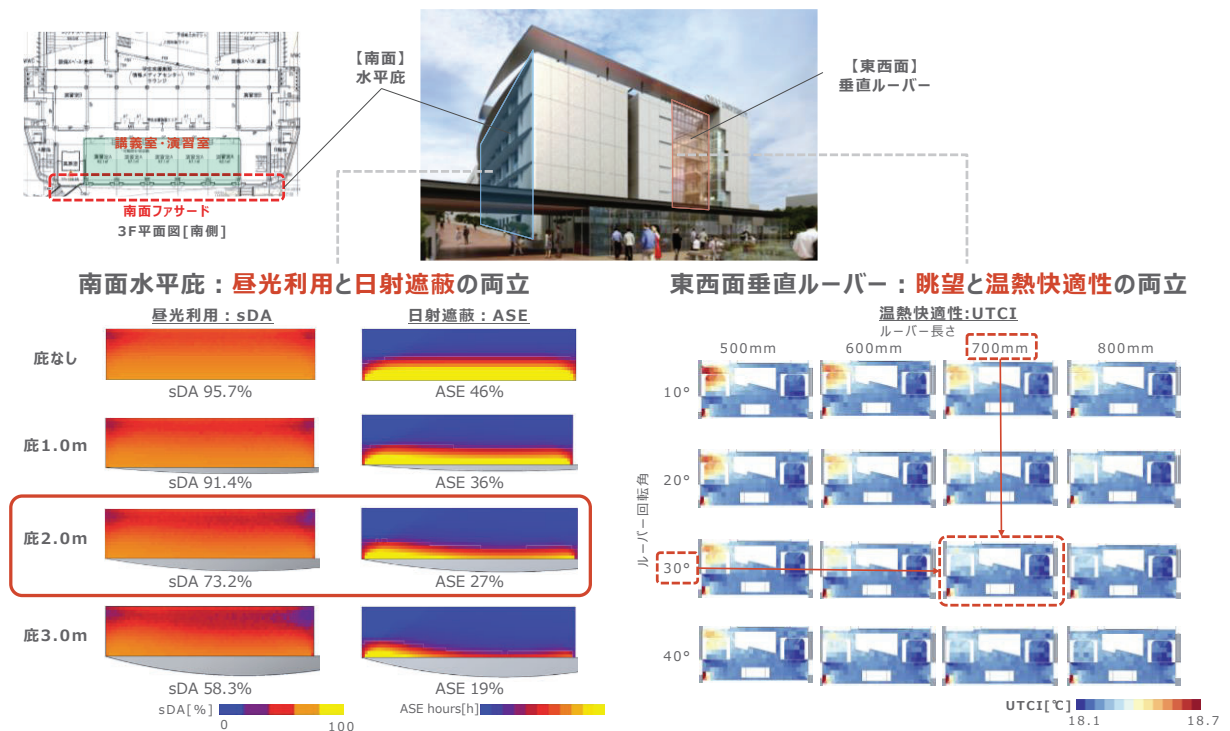 【南面】
水平庇
【東西面】
垂直ルーバー
講義室・演習室
南面ファサード
3F平面図[南側]
南面水平庇：昼光利用と日射遮蔽の両立
昼光利用：sDA
日射遮蔽：ASE
庇なし
sDA 95.7%
ASE 46%
庇1.0m
sDA 91.4%
ASE 36%
庇2.0m
sDA 73.2%
ASE 27%
庇3.0m
sDA 58.3%
ASE 19%
sDA[%]
0
100
ASE hours[h]
東西面垂直ルーバー：眺望と温熱快適性の両立
温熱快適性:UTCI
ルーバー長さ
500mm
600mm
700mm
800mm
ルーバー回転角
10°
20°
30°
40°
UTCI[℃]
18.1
18.7